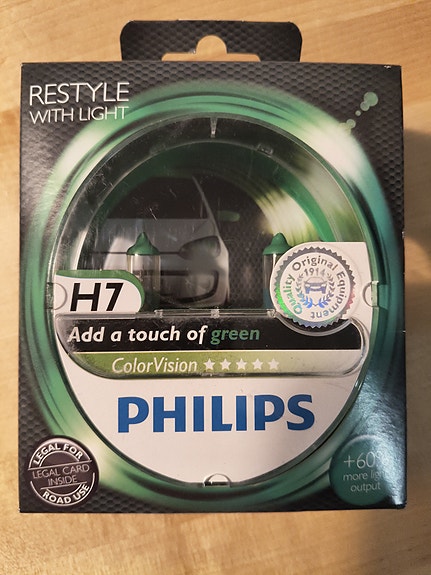 RESTYLE
WITH LIGHT
H7
Quality Original Equipment
1914
Add a touch of green
ColorVision
PHILIPS
LEGAL FOR
LEGAL CARD
INSIDE
ROAD USE
+60%
more light
output